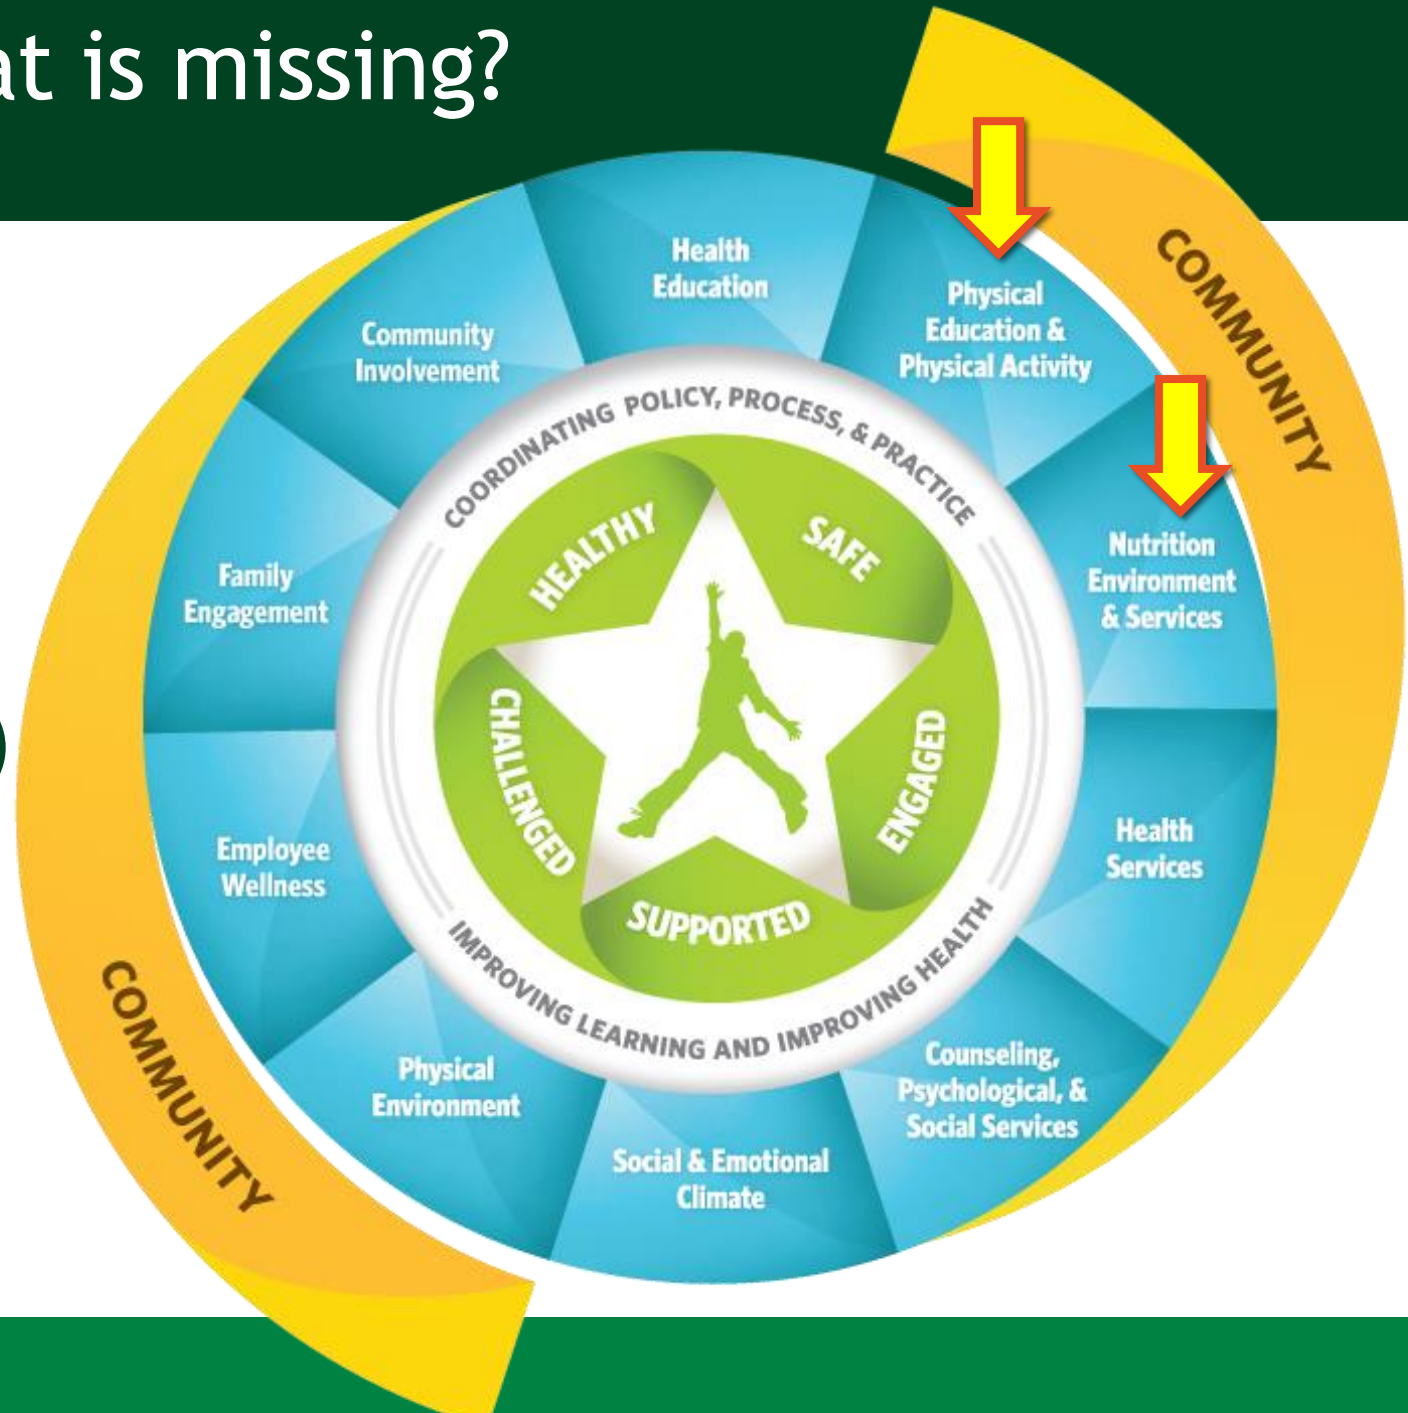 at is missing?
COMMUNITY
Health
Education
Physical
Education &
Physical Activity
Community
Involvement
Nutrition
Environment
& Services
Family
Engagement
Health
Services
Employee
Wellness
Counseling,
Psychological, &
Social Services
Physical
Environment
Social & Emotional
Climate
COORDINATING POLICY, PROCESS, & PRACTICE
IMPROVING LEARNING AND IMPROVING HEALTH
HEALTHY
SAFE
ENGAGED
SUPPORTED
CHALLENGED
COMMUNITY
)